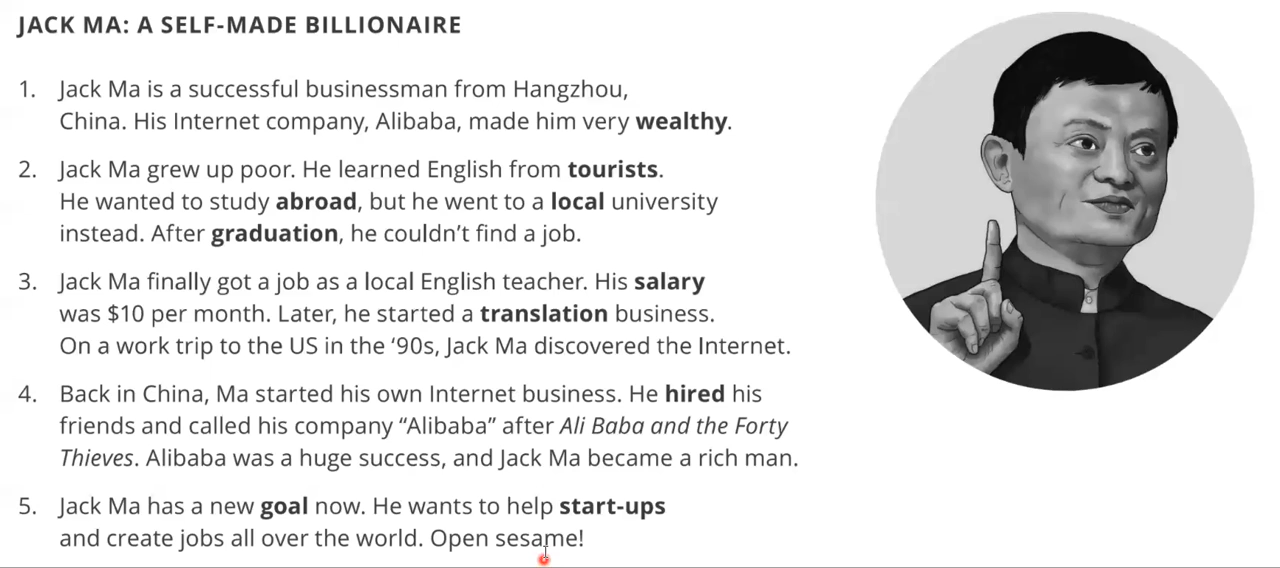 JACK MA: A SELF-MADE BILLIONAIRE
1. Jack Ma is a successful businessman from Hangzhou,
China. His Internet company, Alibaba, made him very wealthy.
2. Jack Ma grew up poor. He learned English from tourists.
He wanted to study abroad, but he went to a local university
instead. After graduation, he couldn’t find a job.
3. Jack Ma finally got a job as a local English teacher. His salary
was $10 per month. Later, he started a translation business.
On a work trip to the US in the ‘90s, Jack Ma discovered the Internet.
4. Back in China, Ma started his own Internet business. He hired his
friends and called his company “Alibaba” after Ali Baba and the Forty
Thieves. Alibaba was a huge success, and Jack Ma became a rich man.
5. Jack Ma has a new goal now. He wants to help start-ups
and create jobs all over the world. Open sesame!